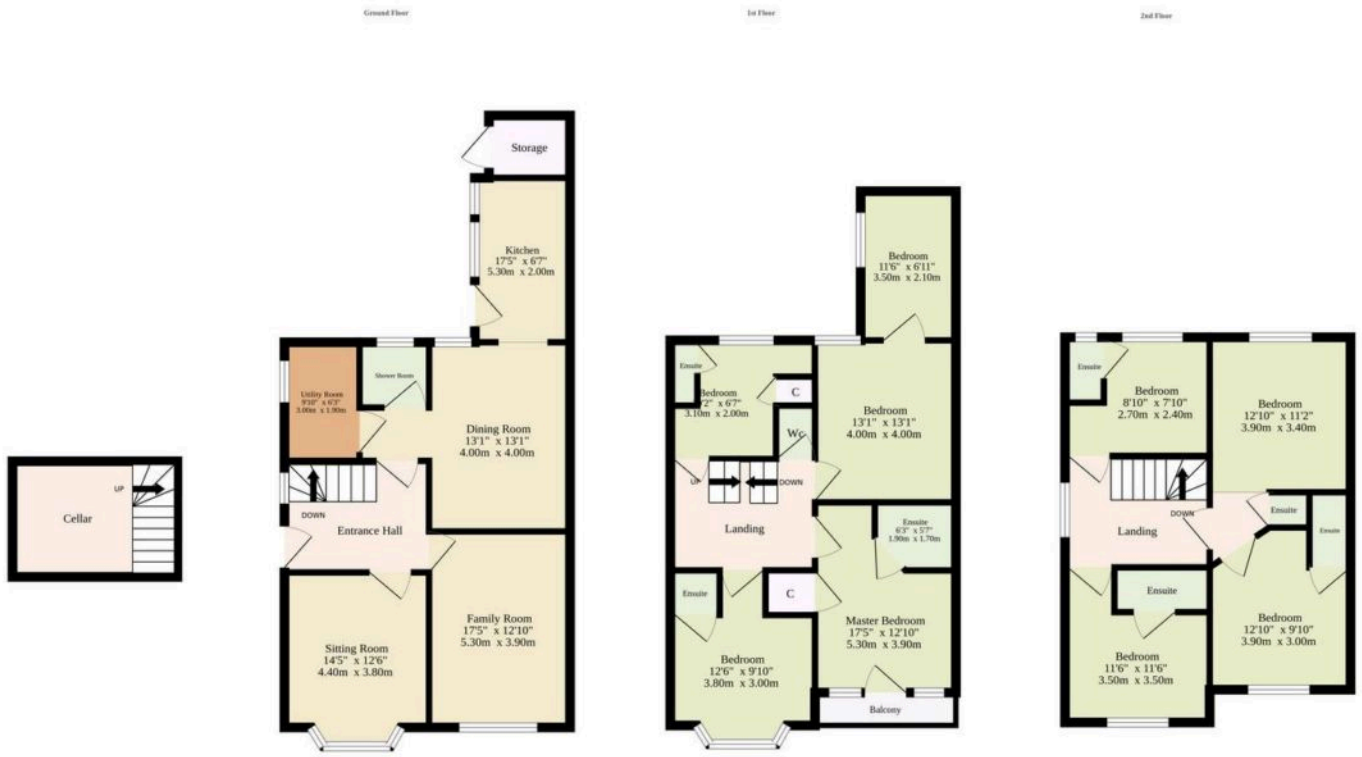 Ground Floor
1st Floor
2nd Floor
UP
Cellar
Storage
Kitchen
17'5" x 6'7"
5.30m x 2.00m
Utility Room
9'10" x 6'3"
3.00m x 1.90m
Shower Room
Dining Room
13'1" x 13'1"
4.00m x 4.00m
DOWN
Entrance Hall
Sitting Room
14'5" x 12'6"
4.40m x 3.80m
Family Room
17'5" x 12'10"
5.30m x 3.90m
Bedroom
11'6" x 6'11"
3.50m x 2.10m
Ensuite
Bedroom
x 6'7"
3.10m x 2.00m
C
Wc
Bedroom
13'1" x 13'1"
4.00m x 4.00m
UP
DOWN
Landing
Ensuite
6'3" x 5'7"
1.90m x 1.70m
Ensuite
C
Master Bedroom
17'5" x 12'10"
5.30m x 3.90m
Bedroom
12'6" x 9'10"
3.80m x 3.00m
Balcony
Ensuite
Bedroom
8'10" x 7'10"
2.70m x 2.40m
Bedroom
12'10" x 11'2"
3.90m x 3.40m
DOWN
Landing
Ensuite
Ensuite
Ensuite
Bedroom
12'10" x 9'10"
3.90m x 3.00m
Bedroom
11'6" x 11'6"
3.50m x 3.50m